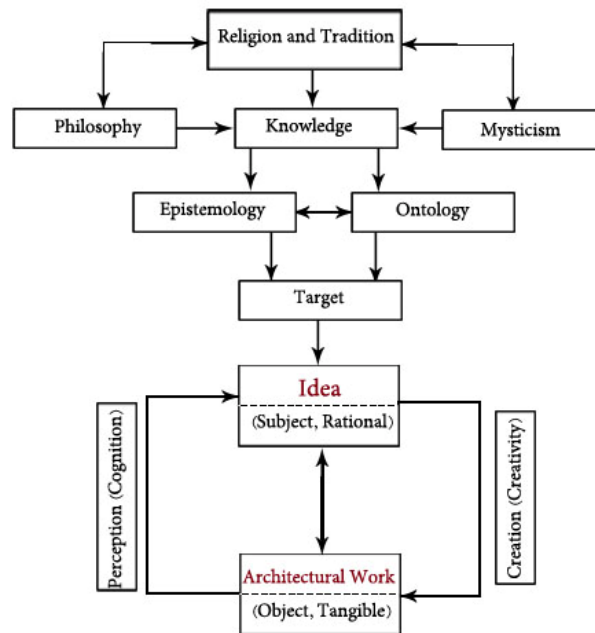 Religion and Tradition
Philosophy
Knowledge
Mysticism
Epistemology
Ontology
Target
Idea
(Subject, Rational)
Perception (Cognition)
Creation (Creativity)
Architectural Work
(Object, Tangible)